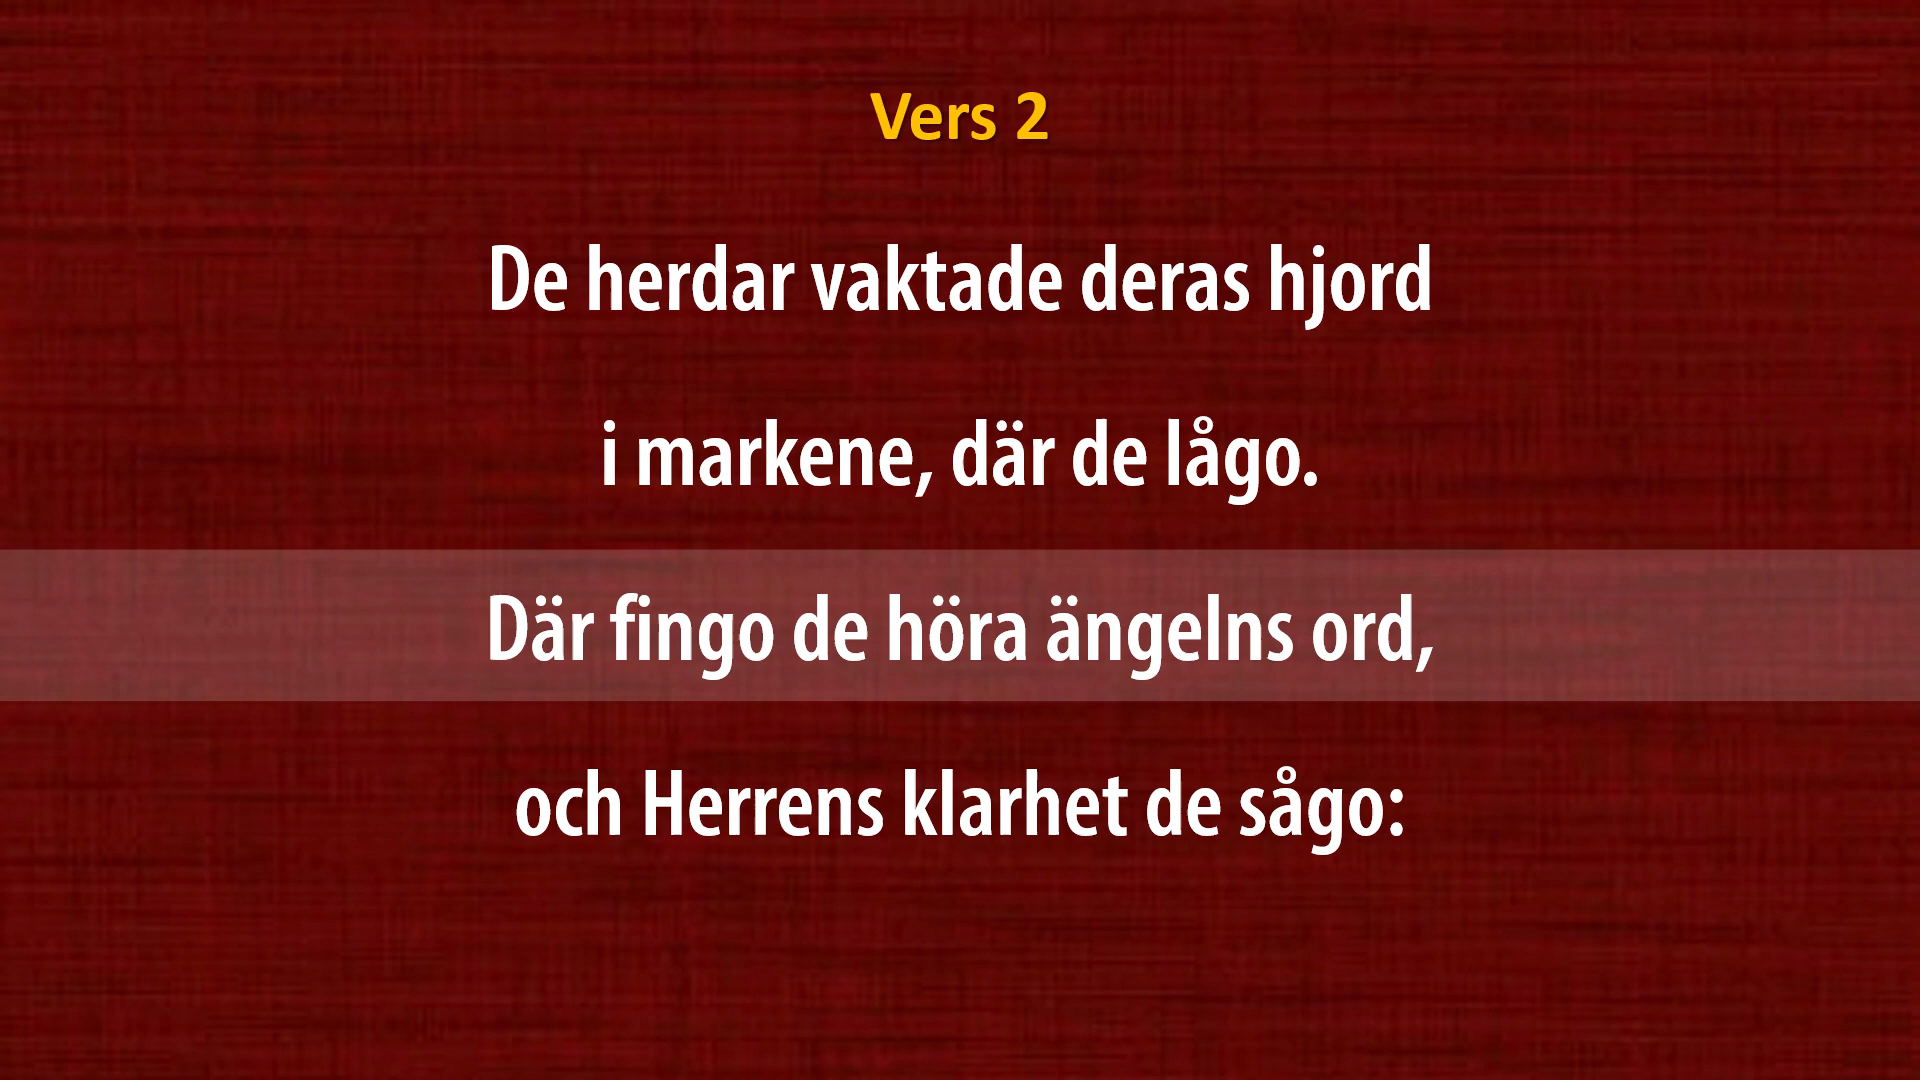 Vers 2
De herdar vaktade deras hjord
i markene, där de lågo.
Där fingo de höra ängelns ord,
och Herrens klarhet de sågo: